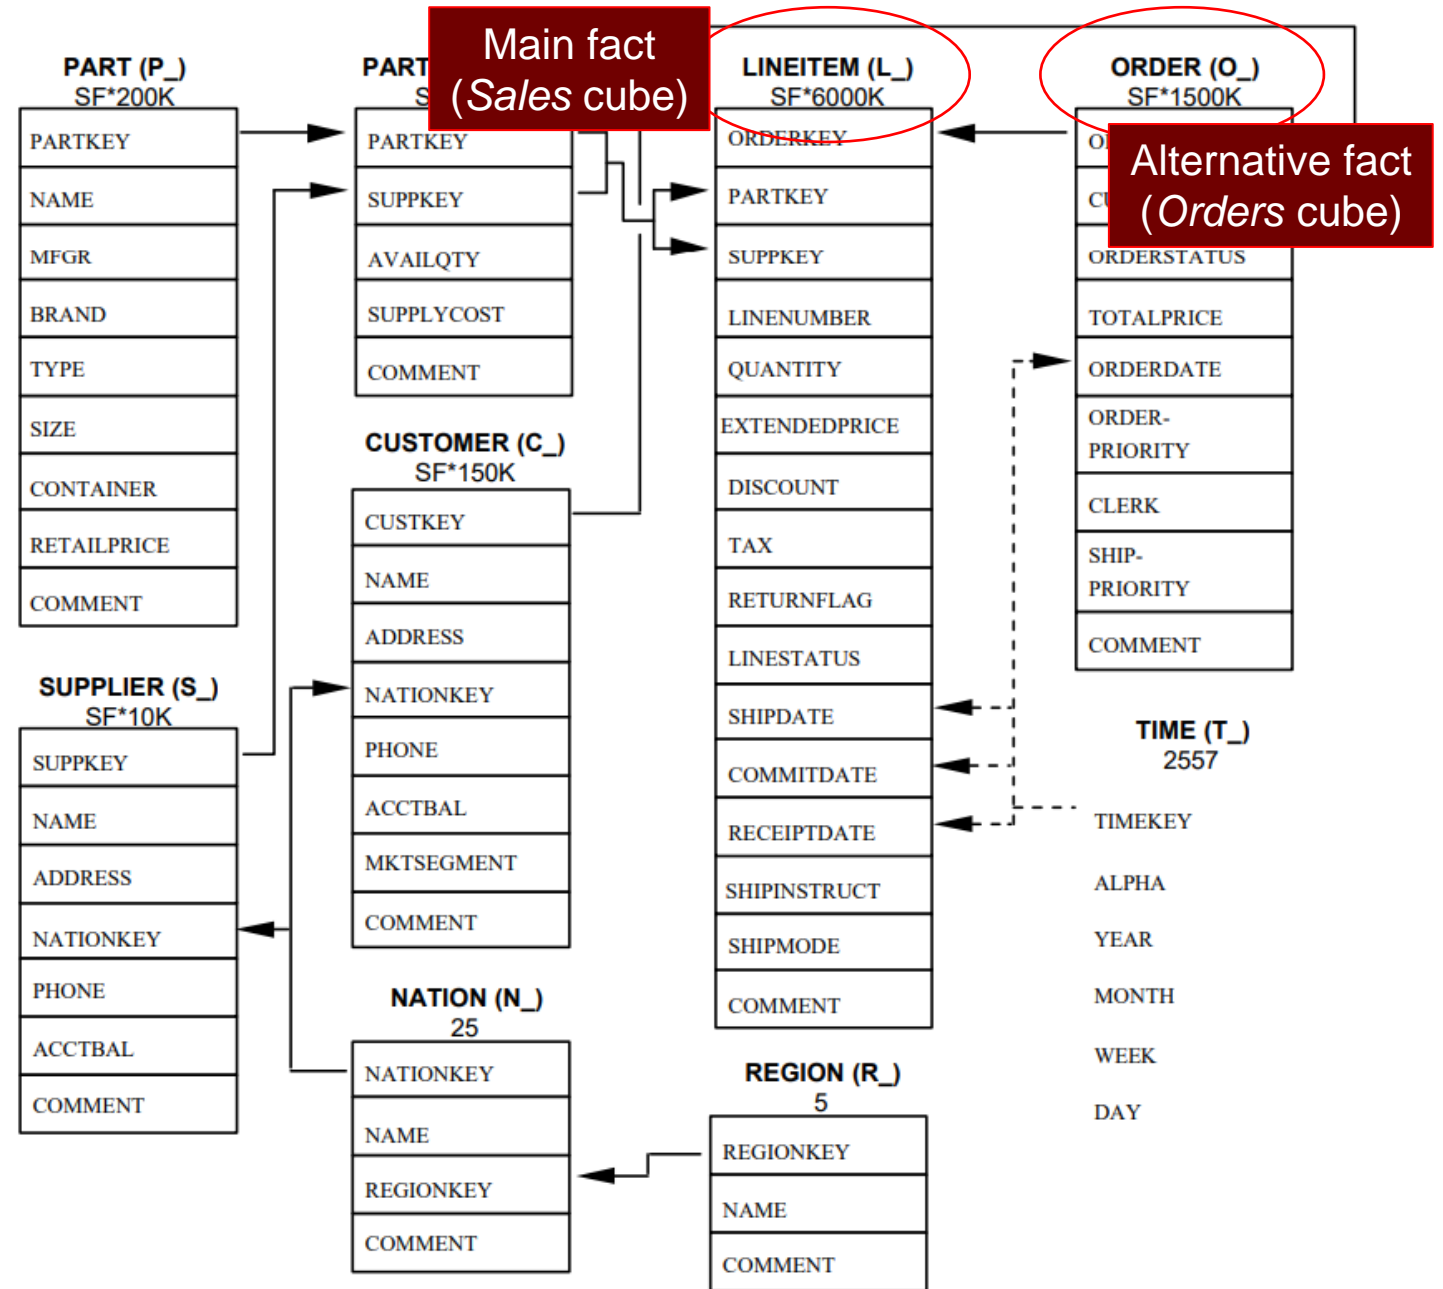 Main fact
(Sales cube)
Alternative fact
(Orders cube)
PART (P_)
SF*200K
PARTKEY
NAME
MFGR
BRAND
TYPE
SIZE
CONTAINER
RETAILPRICE
COMMENT
SUPPLIER (S_)
SF*10K
SUPPKEY
NAME
ADDRESS
NATIONKEY
PHONE
ACCTBAL
COMMENT
PART
PARTKEY
SUPPKEY
AVAILQTY
SUPPLYCOST
COMMENT
CUSTOMER (C_)
SF*150K
CUSTKEY
NAME
ADDRESS
NATIONKEY
PHONE
ACCTBAL
MKTSEGMENT
COMMENT
NATION (N_)
25
NATIONKEY
NAME
REGIONKEY
COMMENT
LINEITEM (L_)
SF*6000K
ORDERKEY
PARTKEY
SUPPKEY
LINENUMBER
QUANTITY
EXTENDEDPRICE
DISCOUNT
TAX
RETURNFLAG
LINESTATUS
SHIPDATE
COMMITDATE
RECEIPTDATE
SHIPINSTRUCT
SHIPMODE
COMMENT
REGION (R_)
5
REGIONKEY
NAME
COMMENT
ORDER (O_)
SF*1500K
ORDERSTATUS
TOTALPRICE
ORDERDATE
ORDER-
PRIORITY
CLERK
SHIP-
PRIORITY
COMMENT
TIME (T_)
2557
TIMEKEY
ALPHA
YEAR
MONTH
WEEK
DAY